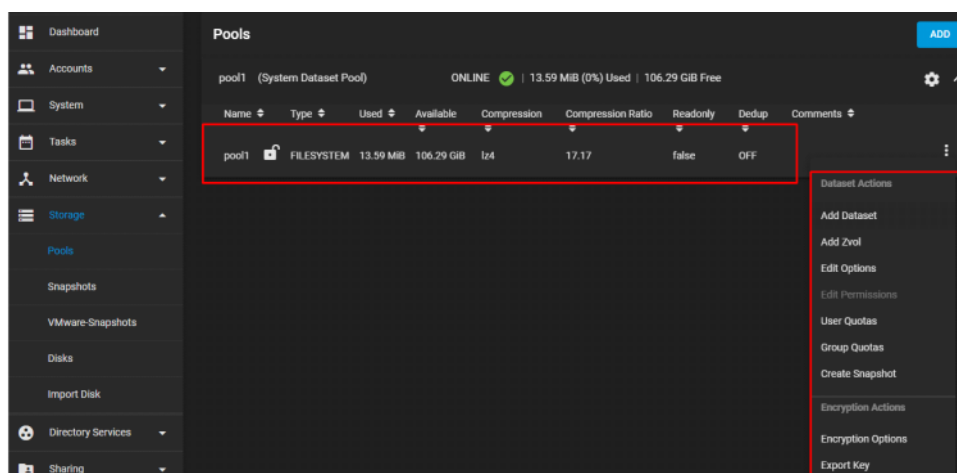 Dashboard
Accounts
System
Tasks
Network
Storage
Pools
Snapshots
VMware-Snapshots
Disks
Import Disk
Directory Services
Sharing
Pools
ADD
pool1 (System Dataset Pool) ONLINE | 13.59 MiB (0%) Used | 106.29 GiB Free
Name Type Used Available Compression Compression Ratio Readonly Dedup Comments
pool1 FILESYSTEM 13.59 MiB 106.29 GiB lz4 17.17 false OFF
Dataset Actions
Add Dataset
Add Zvol
Edit Options
Edit Permissions
User Quotas
Group Quotas
Create Snapshot
Encryption Actions
Encryption Options
Export Key